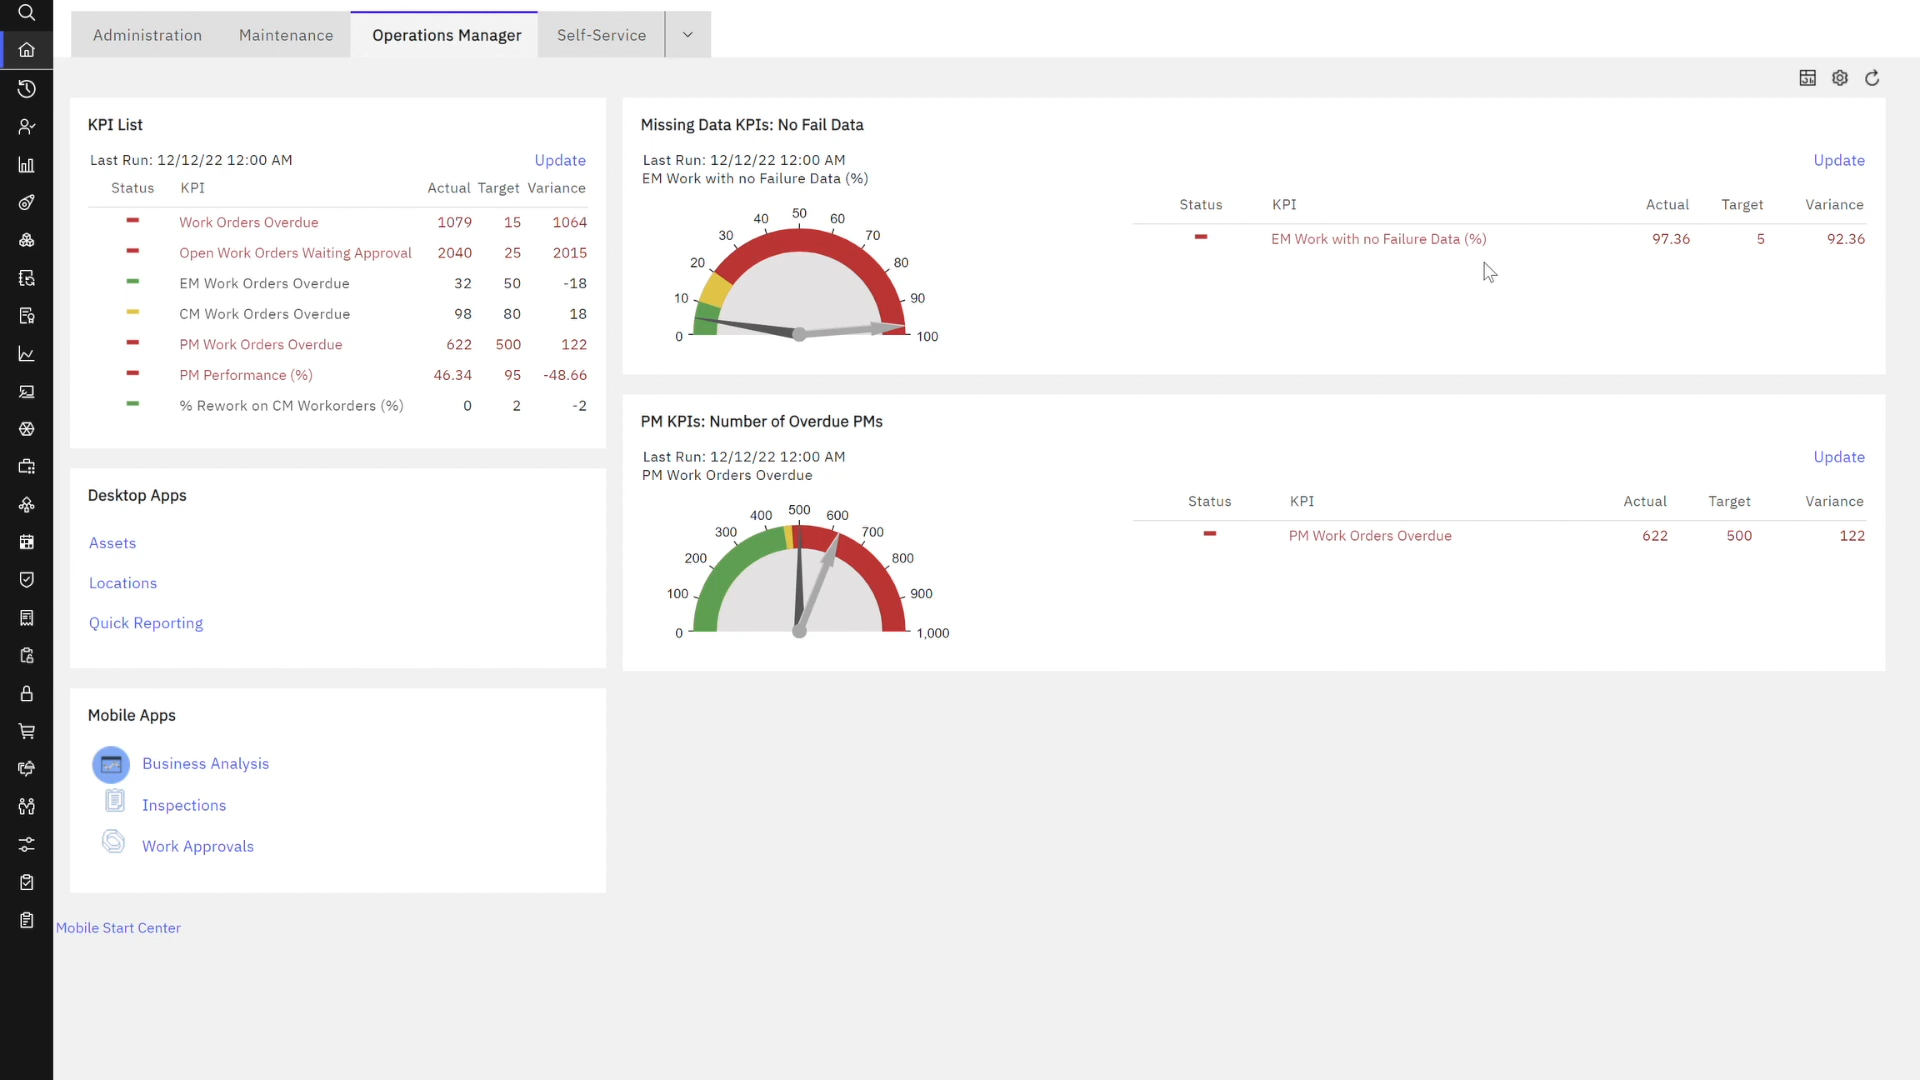 Administration Maintenance Operations Manager Self-Service
KPI List
Last Run: 12/12/22 12:00 AM Update
Status KPI Actual Target Variance
Work Orders Overdue 1079 15 1064
Open Work Orders Waiting Approval 2040 25 2015
EM Work Orders Overdue 32 50 -18
CM Work Orders Overdue 98 80 18
PM Work Orders Overdue 622 500 122
PM Performance (%) 46.34 95 -48.66
% Rework on CM Workorders (%) 0 2 -2
Desktop Apps
Assets
Locations
Quick Reporting
Mobile Apps
Business Analysis
Inspections
Work Approvals
Mobile Start Center
Missing Data KPIs: No Fail Data
Last Run: 12/12/22 12:00 AM Update
EM Work with no Failure Data (%)
0 10 20 30 40 50 60 70 80 90 100
Status KPI Actual Target Variance
EM Work with no Failure Data (%) 97.36 5 92.36
PM KPIs: Number of Overdue PMs
Last Run: 12/12/22 12:00 AM Update
PM Work Orders Overdue
0 100 200 300 400 500 600 700 800 900 1,000
Status KPI Actual Target Variance
PM Work Orders Overdue 622 500 122